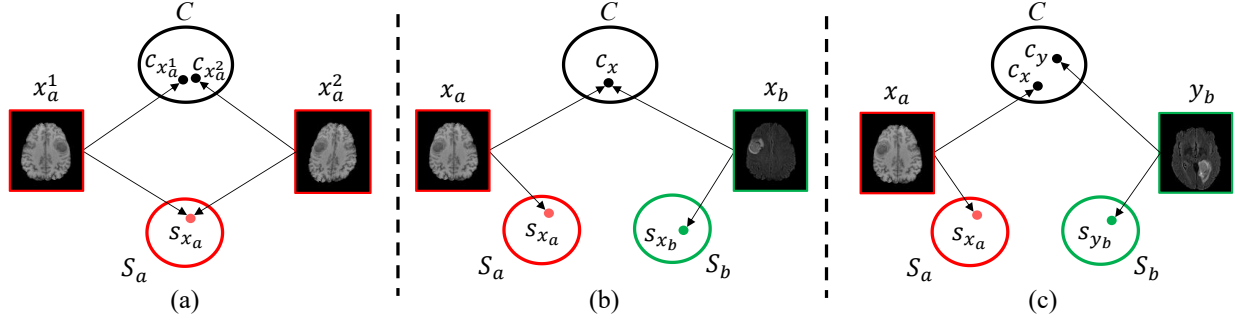 C
c_{x_a^1} c_{x_a^2}
x_a^1
x_a^2
s_{x_a}
S_a
(a)
C
c_x
x_a
x_b
s_{x_a}
s_{x_b}
S_a
S_b
(b)
C
c_y
c_x
x_a
y_b
s_{x_a}
s_{y_b}
S_a
S_b
(c)